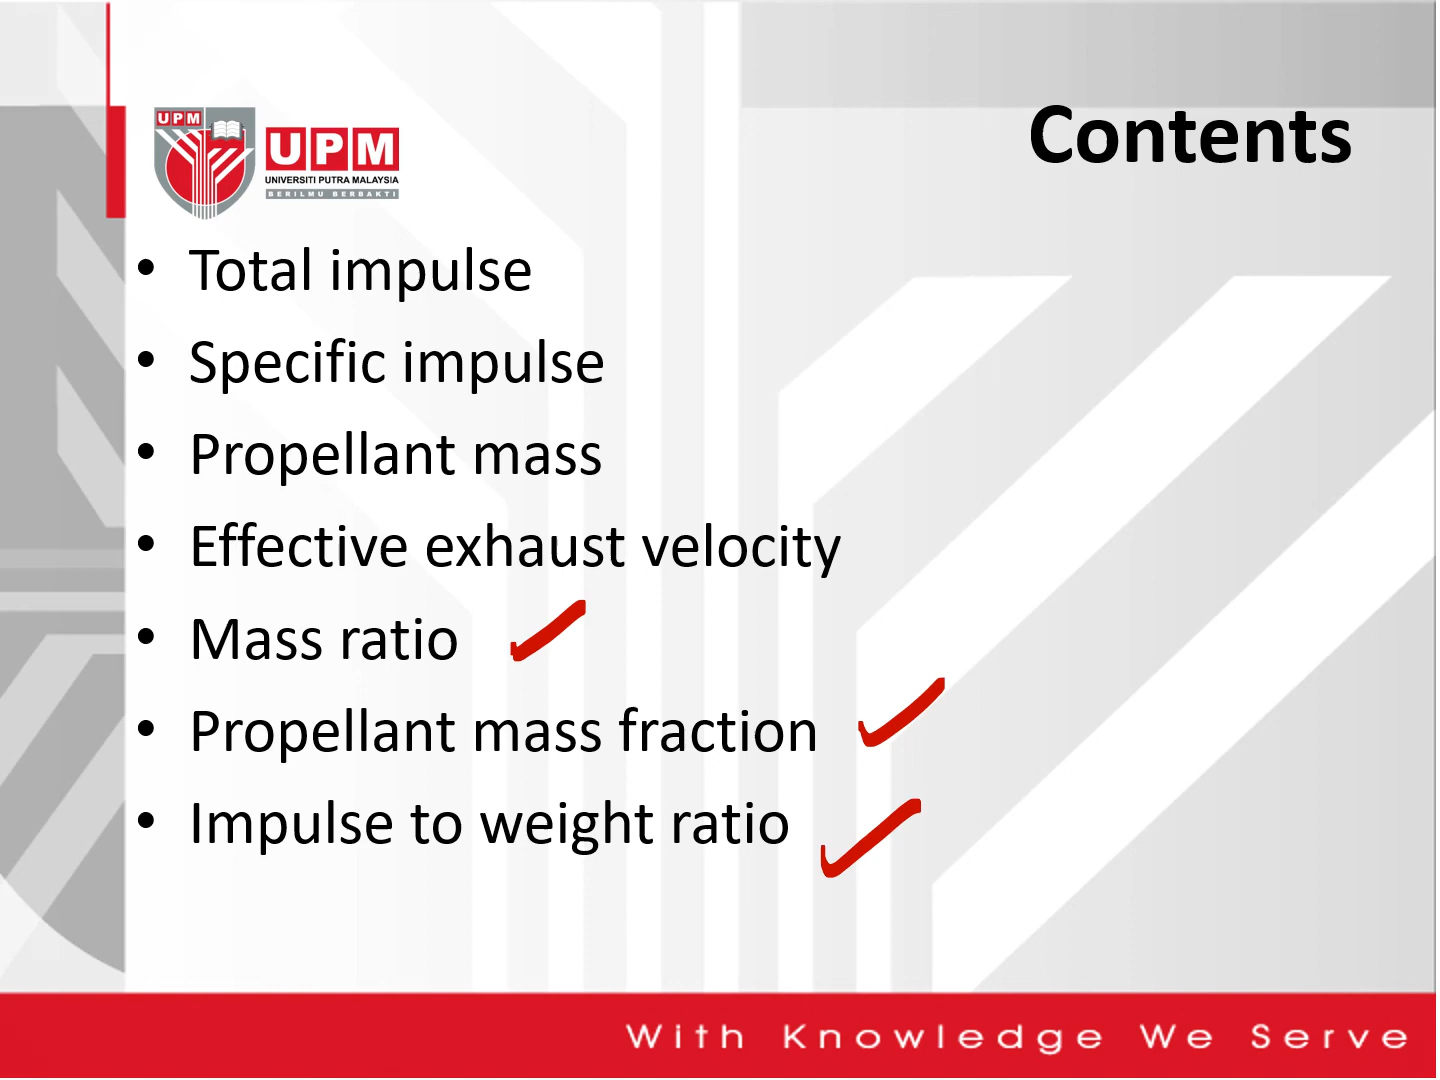 UPM
UPM
UNIVERSITI PUTRA MALAYSIA
BERILMU BERBAKTI
Contents
• Total impulse
• Specific impulse
• Propellant mass
• Effective exhaust velocity
• Mass ratio
• Propellant mass fraction
• Impulse to weight ratio
With Knowledge We Serve